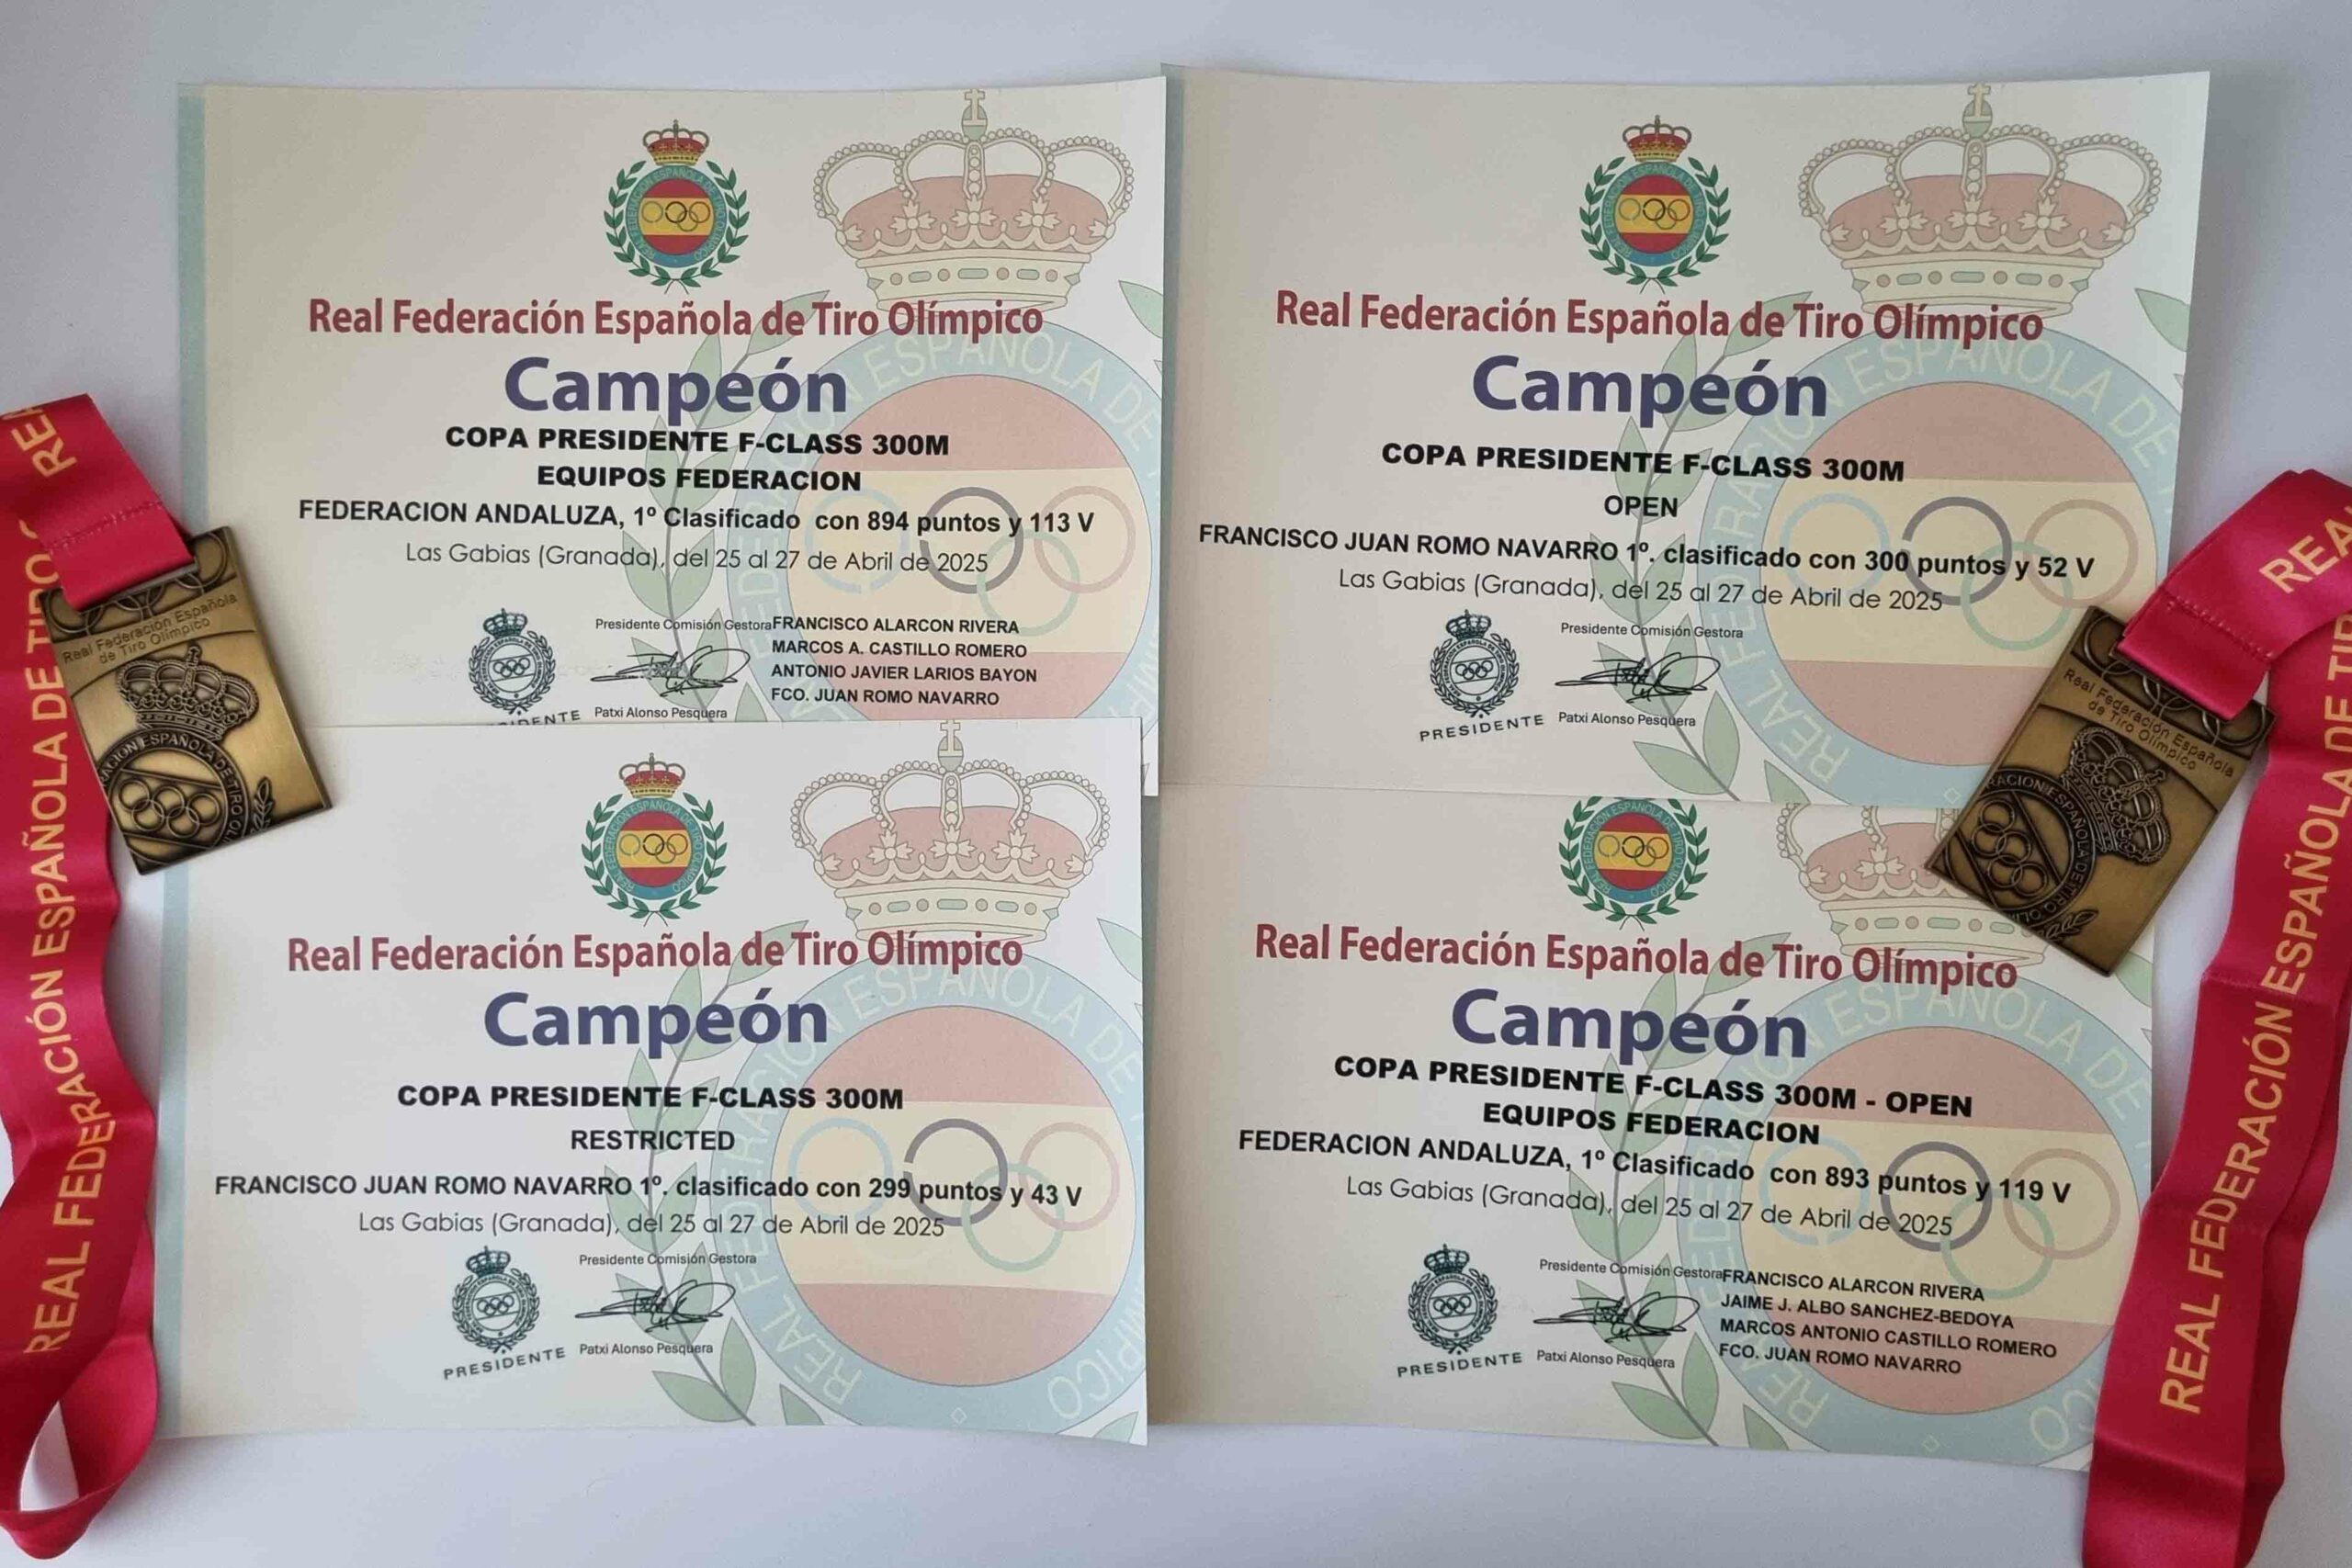 Real Federación Española de Tiro Olímpico
Campeón
COPA PRESIDENTE F-CLASS 300M
EQUIPOS FEDERACION
FEDERACION ANDALUZA, 1º Clasificado con 894 puntos y 113 V
Las Gabias (Granada), del 25 al 27 de Abril de 2025
Presidente Comisión Gestora
FRANCISCO ALARCON RIVERA
MARCOS A. CASTILLO ROMERO
ANTONIO JAVIER LARIOS BAYON
FCO. JUAN ROMO NAVARRO
Patxi Alonso Pesquera
Real Federación Española de Tiro Olímpico
Campeón
COPA PRESIDENTE F-CLASS 300M
OPEN
FRANCISCO JUAN ROMO NAVARRO 1º. clasificado con 300 puntos y 52 V
Las Gabias (Granada), del 25 al 27 de Abril de 2025
Presidente Comisión Gestora
PRESIDENTE
Patxi Alonso Pesquera
Real Federación Española de Tiro Olímpico
Campeón
COPA PRESIDENTE F-CLASS 300M
RESTRICTED
FRANCISCO JUAN ROMO NAVARRO 1º. clasificado con 299 puntos y 43 V
Las Gabias (Granada), del 25 al 27 de Abril de 2025
Presidente Comisión Gestora
PRESIDENTE
Patxi Alonso Pesquera
Real Federación Española de Tiro Olímpico
Campeón
COPA PRESIDENTE F-CLASS 300M - OPEN
EQUIPOS FEDERACION
FEDERACION ANDALUZA, 1º Clasificado con 893 puntos y 119 V
Las Gabias (Granada), del 25 al 27 de Abril de 2025
Presidente Comisión Gestora
FRANCISCO ALARCON RIVERA
JAIME J. ALBO SANCHEZ-BEDOYA
MARCOS ANTONIO CASTILLO ROMERO
FCO. JUAN ROMO NAVARRO
PRESIDENTE
Patxi Alonso Pesquera
Real Federación Española
de Tiro Olímpico
REAL FEDERACIÓN ESPAÑOLA DE TIRO
Real Federación Española
de Tiro Olímpico
REAL FEDERACIÓN ESPAÑOLA DE